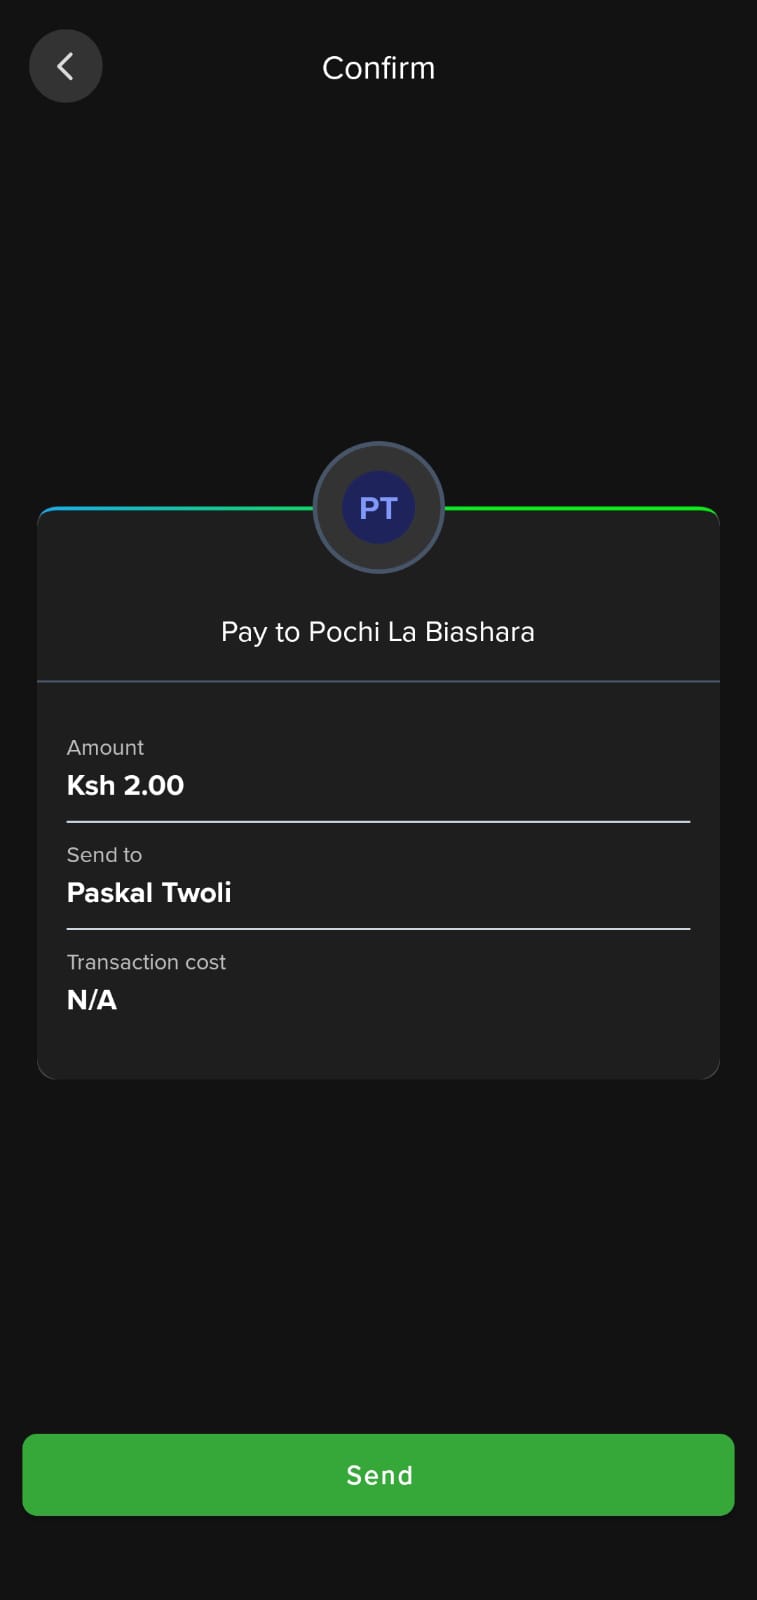 Confirm
PT
Pay to Pochi La Biashara
Amount
Ksh 2.00
Send to
Paskal Twoli
Transaction cost
N/A
Send